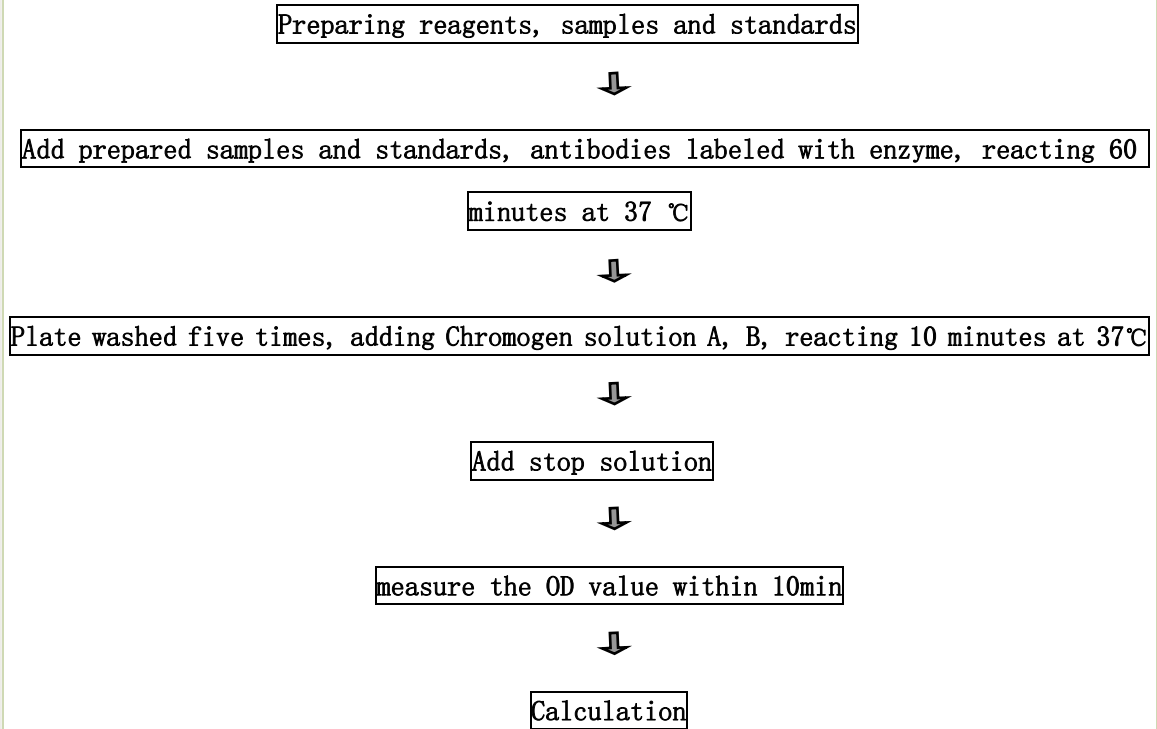 Preparing reagents, samples and standards
Add prepared samples and standards, antibodies labeled with enzyme, reacting 60
minutes at 37 ℃
Plate washed five times, adding Chromogen solution A, B, reacting 10 minutes at 37℃
Add stop solution
measure the OD value within 10min
Calculation